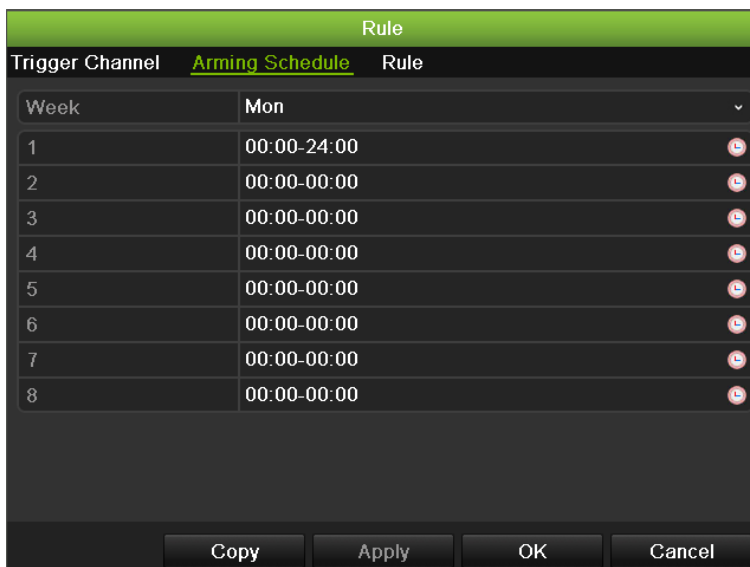 Rule
Trigger Channel Arming Schedule Rule
Week Mon
1 00:00-24:00
2 00:00-00:00
3 00:00-00:00
4 00:00-00:00
5 00:00-00:00
6 00:00-00:00
7 00:00-00:00
8 00:00-00:00
Copy Apply OK Cancel